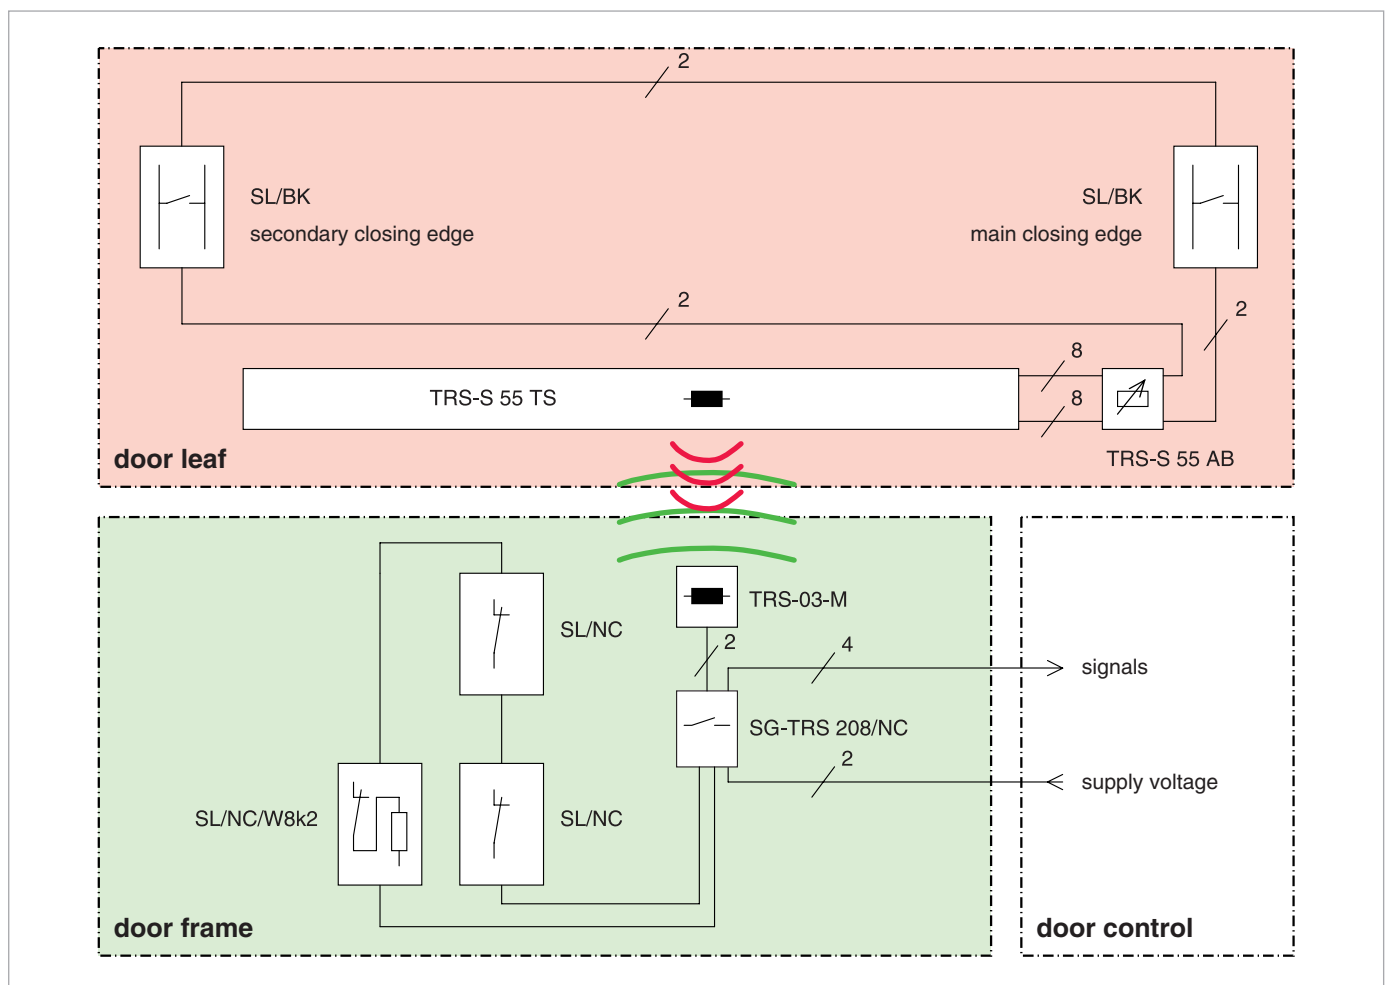 2
SL/BK
secondary closing edge
SL/BK
main closing edge
2
2
8
8
TRS-S 55 TS
TRS-S 55 AB
door leaf
TRS-03-M
SL/NC
2
4
signals
SG-TRS 208/NC
2
supply voltage
SL/NC/W8k2
SL/NC
door frame
door control